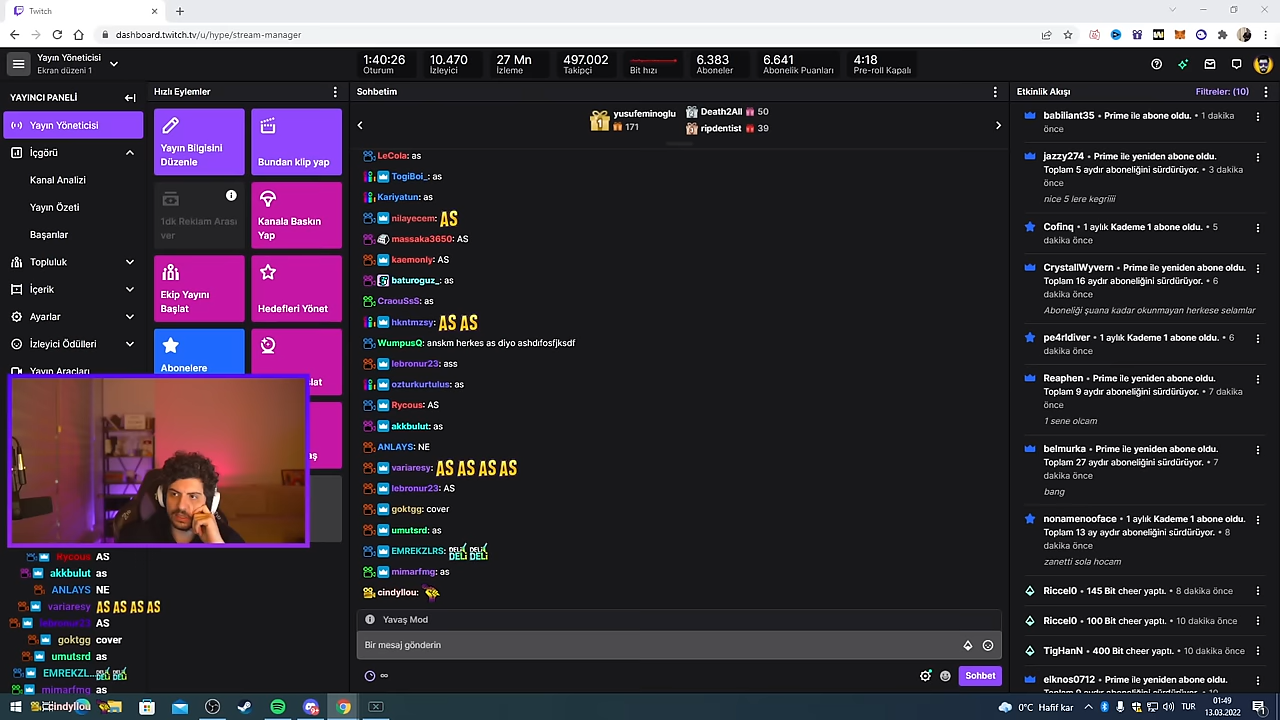 Twitch
dashboard.twitch.tv/u/hype/stream-manager
Yayın Yöneticisi
Ekran düzeni 1
1:40:26
Oturum
10.470
İzleyici
27 Mn
İzleme
497.002
Takipçi
Bit hızı
6.383
Aboneler
6.641
Abonelik Puanları
4:18
Pre-roll Kapalı
YAYINCI PANELİ
Yayın Yöneticisi
İçgörü
Kanal Analizi
Yayın Özeti
Başarılar
Topluluk
İçerik
Ayarlar
İzleyici Ödülleri
Yayın Araçları
Hızlı Eylemler
Yayın Bilgisini
Düzenle
Bundan klip yap
1dk Reklam Arası
ver
Kanala Baskın
Yap
Ekip Yayını
Başlat
Hedefleri Yönet
Abonelere
Sohbetim
1
yusufeminoglu
171
Death2All 50
ripdentist 39
LeCola: as
TogiBoi_: as
Kariyatun: as
nilayecem: AS
massaka3650: AS
kaemonly: AS
baturoguz_: as
CraouSsS: as
hkntmzsy: AS AS
WumpusQ: anskm herkes as diyo ashdıfosfjksdf
lebronur23: ass
ozturkurtulus: as
Rycous: AS
akkbulut: as
ANLAYS: NE
variaresy: AS AS AS AS
lebronur23: AS
goktgg: cover
umutsrd: as
EMREKZLRS: DELİ DELİ
mimarfmg: as
cindyllou:
Yavaş Mod
Bir mesaj gönderin
Sohbet
Etkinlik Akışı
Filtreler: (10)
babiliant35 • Prime ile abone oldu. • 1 dakika
önce
jazzy274 • Prime ile yeniden abone oldu.
Toplam 5 aydır aboneliğini sürdürüyor. • 3 dakika
önce
nice 5 lere kegriiii
Cofinq • 1 aylık Kademe 1 abone oldu. • 5
dakika önce
CrystallWyvern • Prime ile yeniden abone oldu.
Toplam 16 aydır aboneliğini sürdürüyor. • 6
dakika önce
Aboneliği şuana kadar okunmayan herkese selamlar
pe4rldiver • 1 aylık Kademe 1 abone oldu. • 6
dakika önce
Reaphen • Prime ile yeniden abone oldu.
Toplam 9 aydır aboneliğini sürdürüyor. • 7 dakika
önce
1 sene olcam
belmurka • Prime ile yeniden abone oldu.
Toplam 27 aydır aboneliğini sürdürüyor. • 7
dakika önce
bang
nonamenooface • 1 aylık Kademe 1 abone oldu.
Toplam 13 ay aydır aboneliğini sürdürüyor. • 8
dakika önce
zanetti sola hocam
Riccel0 • 145 Bit cheer yaptı. • 8 dakika önce
Riccel0 • 100 Bit cheer yaptı. • 10 dakika önce
TigHanN • 400 Bit cheer yaptı. • 10 dakika önce
elknos0712 • Prime ile yeniden abone oldu.
Rycous AS
akkbulut as
ANLAYS NE
variaresy AS AS AS AS
lebronur23 AS
goktgg cover
umutsrd as
EMREKZL... DELİ DELİ
mimarfmg as
cindyllou
0°C Hafif kar
TUR
01:49
13.03.2022